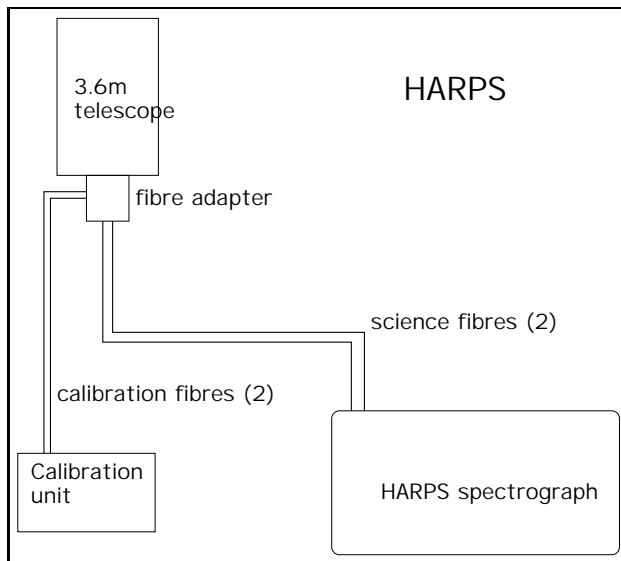 3.6m
telescope
HARPS
fibre adapter
science fibres (2)
calibration fibres (2)
Calibration
unit
HARPS spectrograph